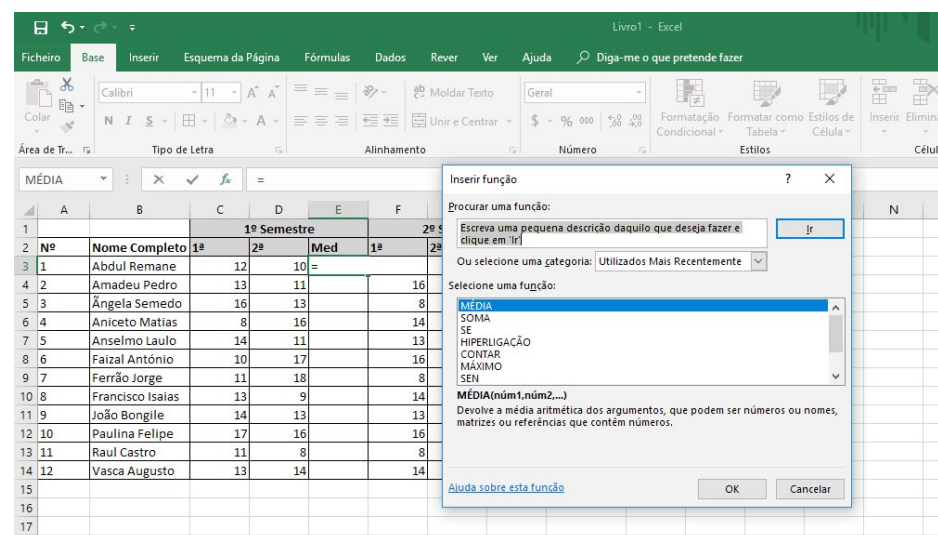 Livro1 - Excel
Ficheiro Base Inserir Esquema da Página Fórmulas Dados Rever Ver Ajuda Diga-me o que pretende fazer
Colar
Área de Tr...
Calibri 11
N I S
Tipo de Letra
Moldar Texto
Unir e Centrar
Alinhamento
Geral
$ % 000
Número
Formatação Condicional
Formatar como Tabela
Estilos de Célula
Estilos
Inserir Elimin
Célul
MÉDIA fx =
A B C D E F N
1 1º Semestre 2º S
2 Nº Nome Completo 1ª 2ª Med 1ª 2ª
3 1 Abdul Remane 12 10 =
4 2 Amadeu Pedro 13 11 16
5 3 Ãngela Semedo 16 13 8
6 4 Aniceto Matias 8 16 14
7 5 Anselmo Laulo 14 11 13
8 6 Faizal António 10 17 16
9 7 Ferrão Jorge 11 18 8
10 8 Francisco Isaias 13 9 14
11 9 João Bongile 14 13 13
12 10 Paulina Felipe 17 16 16
13 11 Raul Castro 11 8 8
14 12 Vasca Augusto 13 14 14
15
16
17
Inserir função ? ×
Procurar uma função:
Escreva uma pequena descrição daquilo que deseja fazer e
clique em 'Ir'
Ir
Ou selecione uma categoria: Utilizados Mais Recentemente
Selecione uma função:
MÉDIA
SOMA
SE
HIPERLIGAÇÃO
CONTAR
MÁXIMO
SEN
MÉDIA(núm1,núm2,...)
Devolve a média aritmética dos argumentos, que podem ser números ou nomes,
matrizes ou referências que contêm números.
Ajuda sobre esta função
OK Cancelar